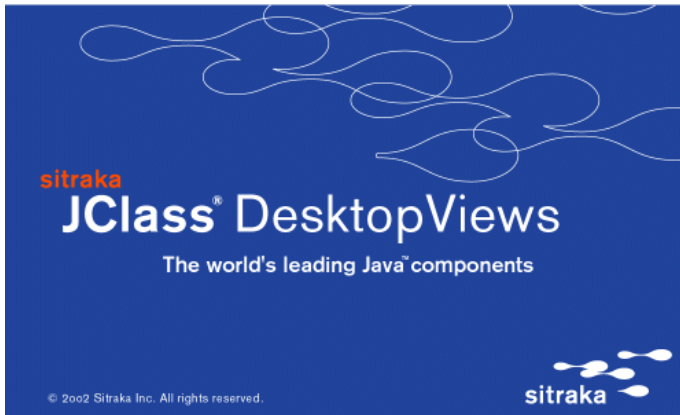 sitraka
JClass® DesktopViews
The world's leading Java™ components
© 2002 Sitraka Inc. All rights reserved.
sitraka